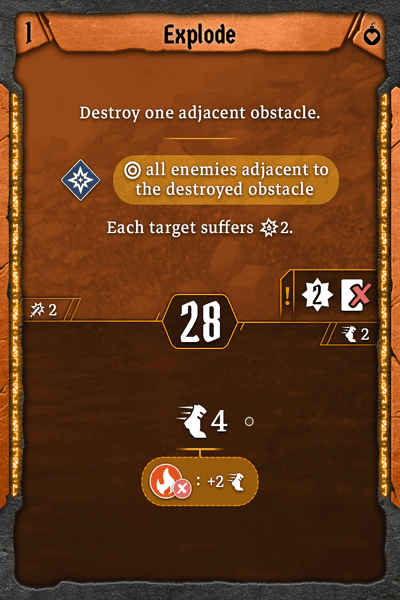 1
Explode
Destroy one adjacent obstacle.
all enemies adjacent to
the destroyed obstacle
Each target suffers 2.
2
28
! 2
2
4
: +2